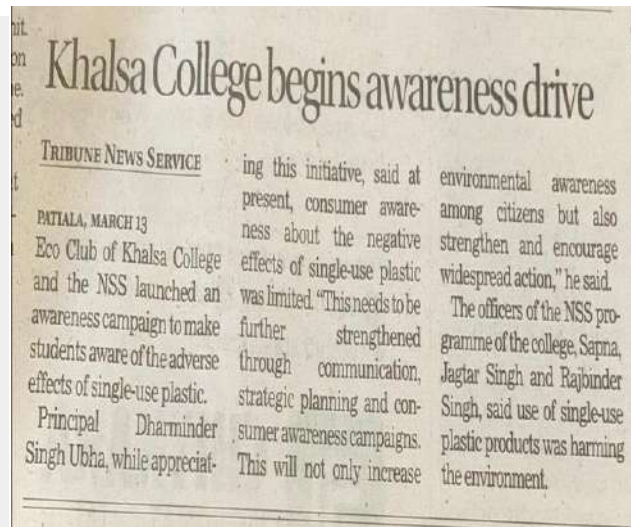 Khalsa College begins awareness drive
TRIBUNE NEWS SERVICE
PATIALA, MARCH 13
Eco Club of Khalsa College
and the NSS launched an
awareness campaign to make
students aware of the adverse
effects of single-use plastic.
Principal Dharminder
Singh Ubha, while appreciat-
ing this initiative, said at
present, consumer aware-
ness about the negative
effects of single-use plastic
was limited. “This needs to be
further strengthened
through communication,
strategic planning and con-
sumer awareness campaigns.
This will not only increase
environmental awareness
among citizens but also
strengthen and encourage
widespread action,” he said.
The officers of the NSS pro-
gramme of the college, Sapna,
Jagtar Singh and Rajbinder
Singh, said use of single-use
plastic products was harming
the environment.